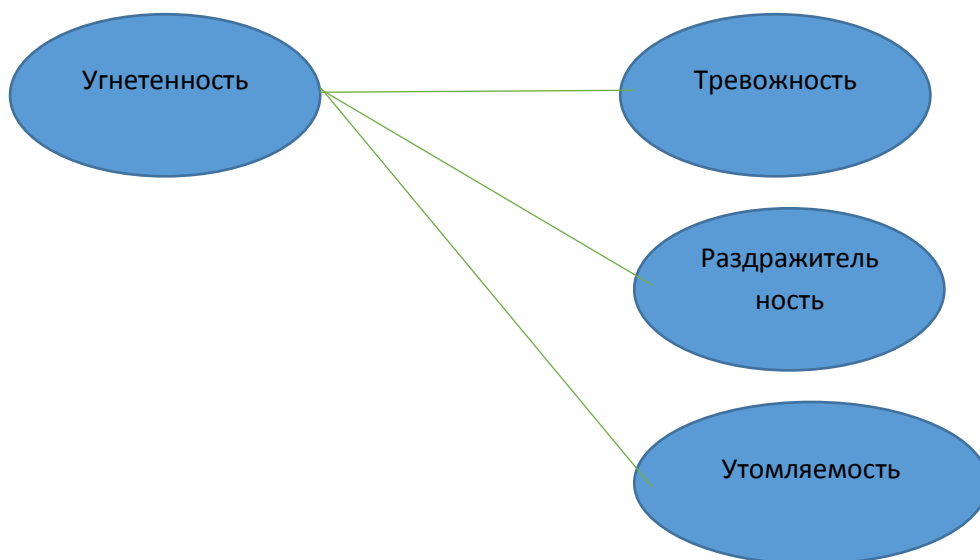 Угнетенность
Тревожность
Раздражитель
ность
Утомляемость